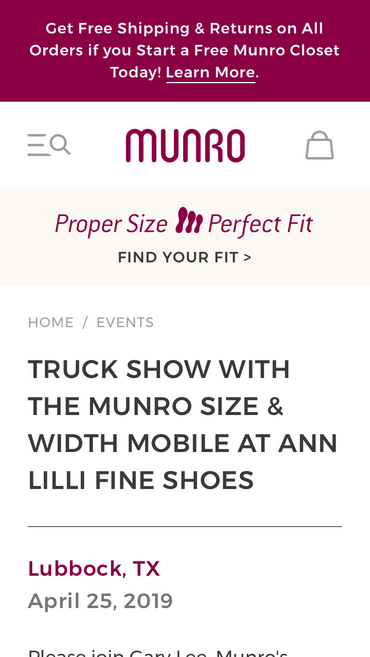 Get Free Shipping & Returns on All
Orders if you Start a Free Munro Closet
Today! Learn More.
MUNRO
Proper Size Perfect Fit
FIND YOUR FIT >
HOME / EVENTS
TRUCK SHOW WITH
THE MUNRO SIZE &
WIDTH MOBILE AT ANN
LILLI FINE SHOES
Lubbock, TX
April 25, 2019
Please join Gary Lee, Munro's